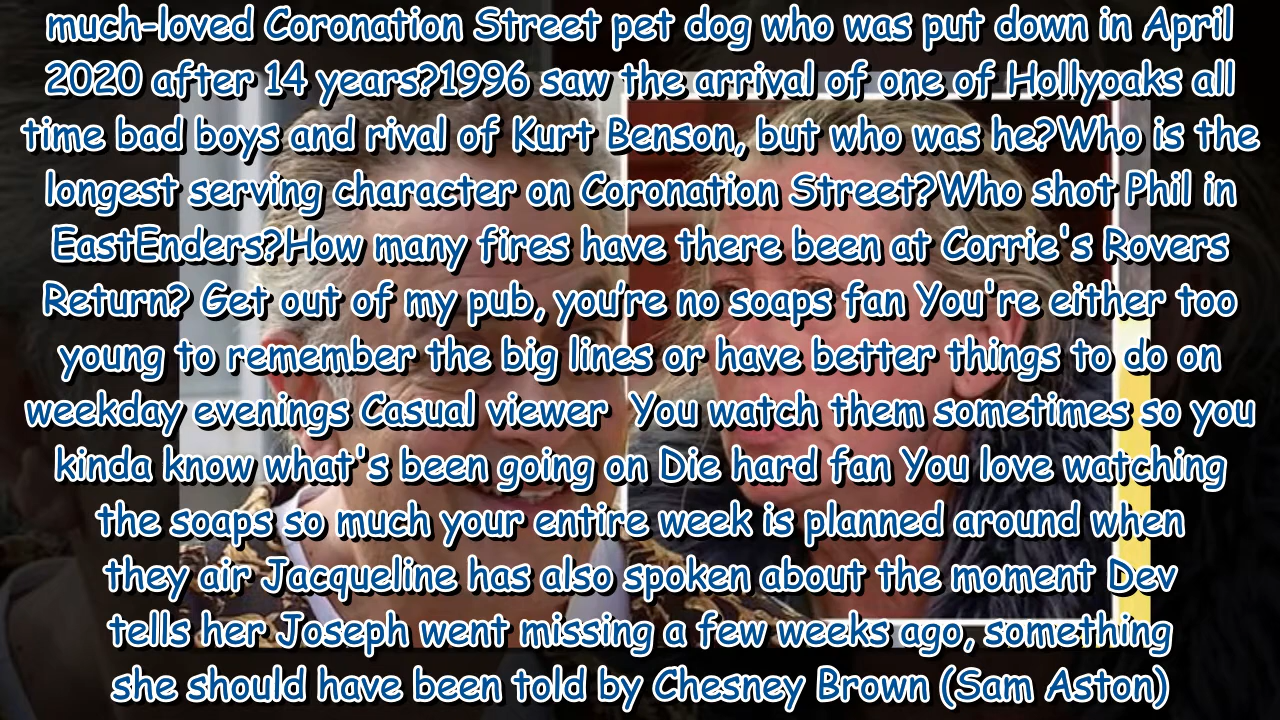 much-loved Coronation Street pet dog who was put down in April
2020 after 14 years?1996 saw the arrival of one of Hollyoaks all
time bad boys and rival of Kurt Benson, but who was he?Who is the
longest serving character on Coronation Street?Who shot Phil in
EastEnders?How many fires have there been at Corrie's Rovers
Return? Get out of my pub, you’re no soaps fan You're either too
young to remember the big lines or have better things to do on
weekday evenings Casual viewer  You watch them sometimes so you
kinda know what's been going on Die hard fan You love watching
the soaps so much your entire week is planned around when
they air Jacqueline has also spoken about the moment Dev
tells her Joseph went missing a few weeks ago, something
she should have been told by Chesney Brown (Sam Aston)